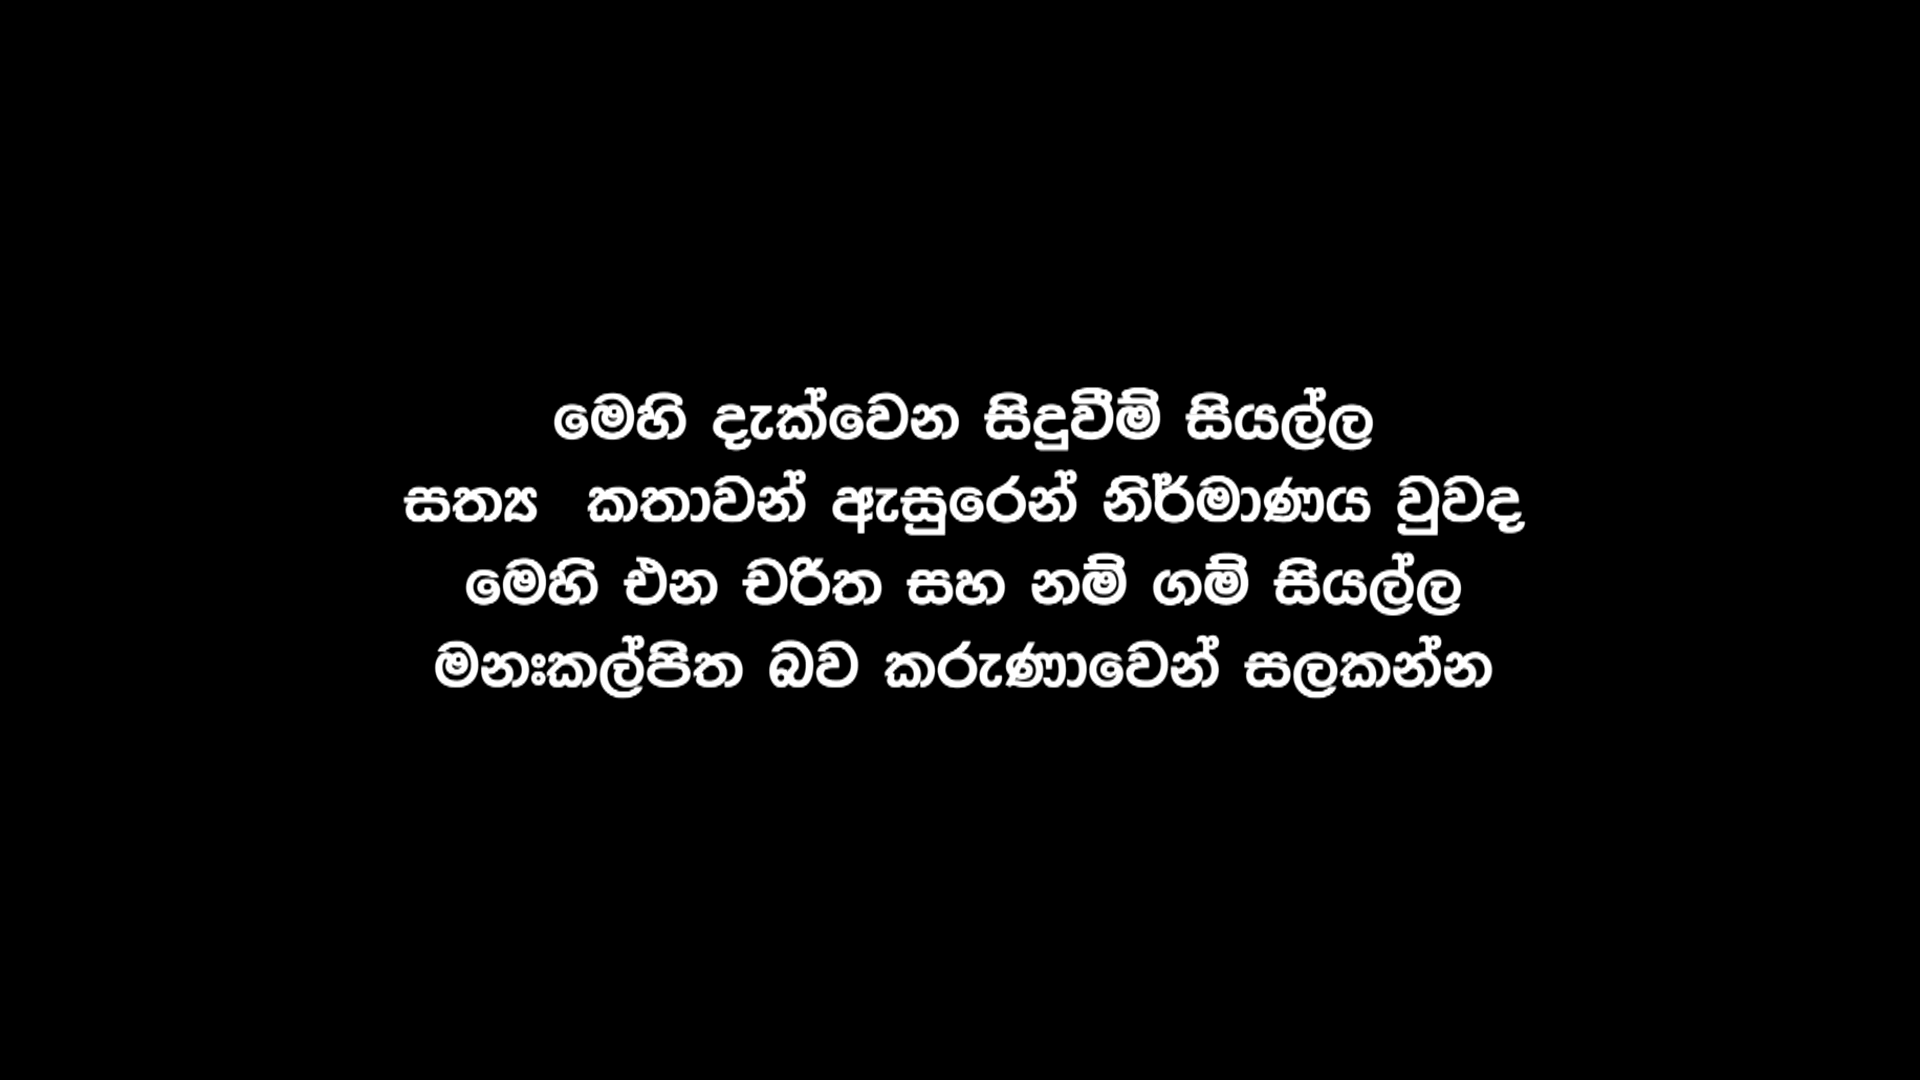 මෙහි දැක්වෙන සිදුවීම් සියල්ල
සත්‍ය  කතාවන් ඇසුරෙන් නිර්මාණය වුවද
මෙහි එන චරිත සහ නම් ගම් සියල්ල
මනඃකල්පිත බව කරුණාවෙන් සලකන්න